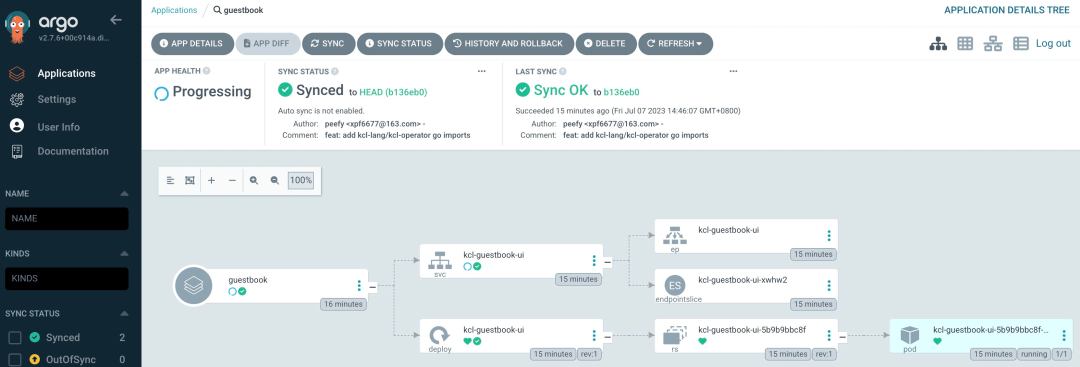 Applications / guestbook
APPLICATION DETAILS TREE
argo
v2.7.6+00c914a.di...
APP DETAILS
APP DIFF
SYNC
SYNC STATUS
HISTORY AND ROLLBACK
DELETE
REFRESH
Log out
Applications
Settings
User Info
Documentation
NAME
NAME
KINDS
KINDS
SYNC STATUS
Synced 2
OutOfSync 0
APP HEALTH
Progressing
SYNC STATUS
Synced to HEAD (b136eb0)
Auto sync is not enabled.
Author: peefy <xpf6677@163.com> -
Comment: feat: add kcl-lang/kcl-operator go imports
LAST SYNC
Sync OK to b136eb0
Succeeded 15 minutes ago (Fri Jul 07 2023 14:46:07 GMT+0800)
Author: peefy <xpf6677@163.com> -
Comment: feat: add kcl-lang/kcl-operator go imports
100%
guestbook
16 minutes
kcl-guestbook-ui
svc
15 minutes
kcl-guestbook-ui
ep
15 minutes
ES
kcl-guestbook-ui-xwhw2
endpointslice
15 minutes
kcl-guestbook-ui
deploy
15 minutes
rev:1
kcl-guestbook-ui-5b9b9bbc8f
rs
15 minutes
rev:1
kcl-guestbook-ui-5b9b9bbc8f-...
pod
15 minutes
running
1/1